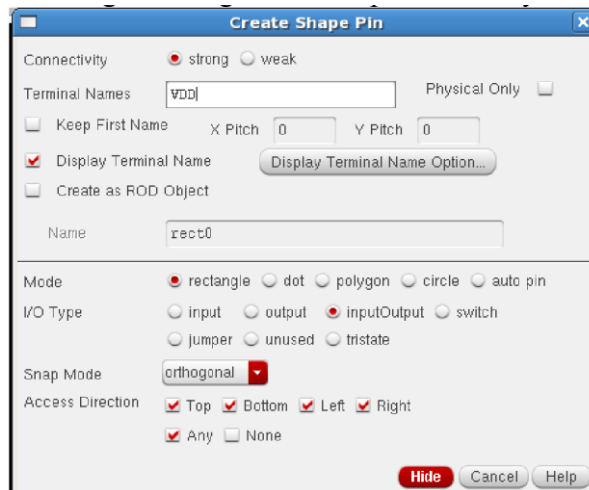 Create Shape Pin
Connectivity strong weak
Terminal Names VDD Physical Only
Keep First Name X Pitch 0 Y Pitch 0
Display Terminal Name Display Terminal Name Option...
Create as ROD Object
Name rect0
Mode rectangle dot polygon circle auto pin
I/O Type input output inputOutput switch
jumper unused tristate
Snap Mode orthogonal
Access Direction Top Bottom Left Right
Any None
Hide Cancel Help